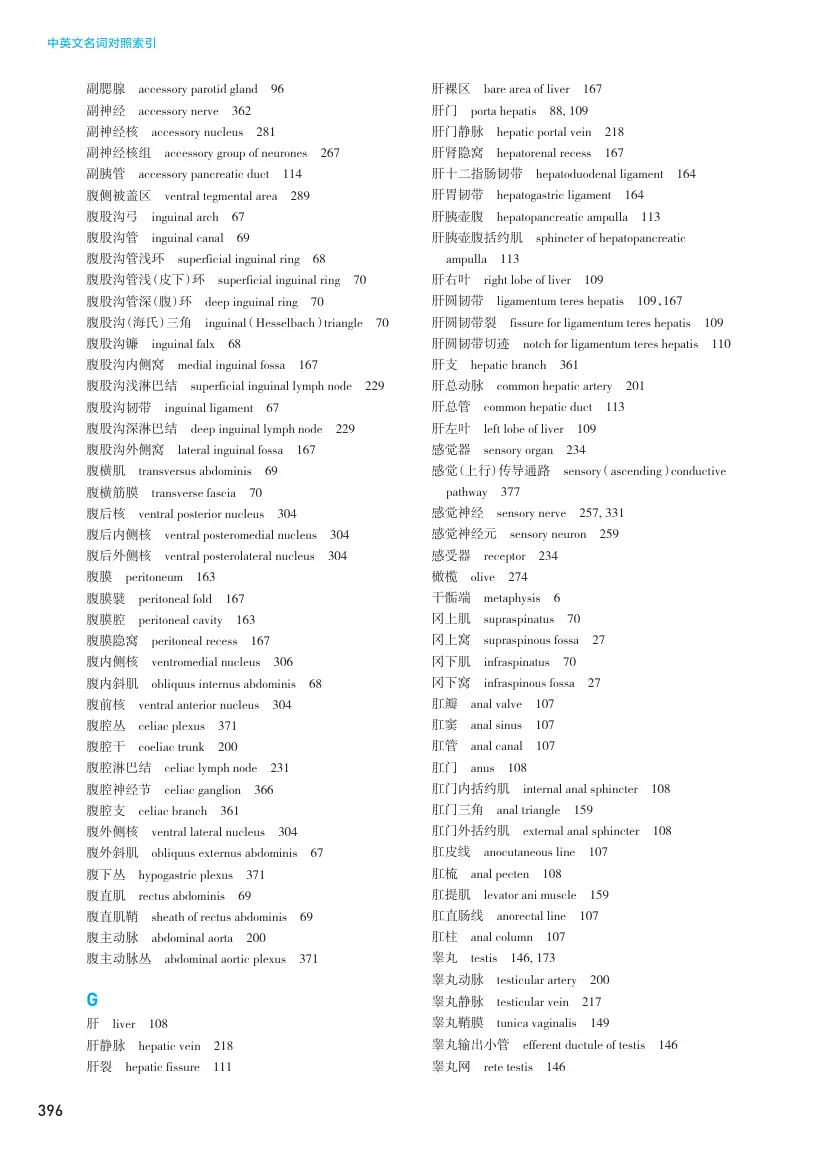 中英文名词对照索引
副腮腺 accessory parotid gland 96
副神经 accessory nerve 362
副神经核 accessory nucleus 281
副神经核组 accessory group of neurones 267
副胰管 accessory pancreatic duct 114
腹侧被盖区 ventral tegmental area 289
腹股沟弓 inguinal arch 67
腹股沟管 inguinal canal 69
腹股沟管浅环 superficial inguinal ring 68
腹股沟管浅（皮下）环 superficial inguinal ring 70
腹股沟管深（腹）环 deep inguinal ring 70
腹股沟（海氏）三角 inguinal（Hesselbach）triangle 70
腹股沟镰 inguinal falx 68
腹股沟内侧窝 medial inguinal fossa 167
腹股沟浅淋巴结 superficial inguinal lymph node 229
腹股沟韧带 inguinal ligament 67
腹股沟深淋巴结 deep inguinal lymph node 229
腹股沟外侧窝 lateral inguinal fossa 167
腹横肌 transversus abdominis 69
腹横筋膜 transverse fascia 70
腹后核 ventral posterior nucleus 304
腹后内侧核 ventral posteromedial nucleus 304
腹后外侧核 ventral posterolateral nucleus 304
腹膜 peritoneum 163
腹膜襞 peritoneal fold 167
腹膜腔 peritoneal cavity 163
腹膜隐窝 peritoneal recess 167
腹内侧核 ventromedial nucleus 306
腹内斜肌 obliquus internus abdominis 68
腹前核 ventral anterior nucleus 304
腹腔丛 celiac plexus 371
腹腔干 coeliac trunk 200
腹腔淋巴结 celiac lymph node 231
腹腔神经节 celiac ganglion 366
腹腔支 celiac branch 361
腹外侧核 ventral lateral nucleus 304
腹外斜肌 obliquus externus abdominis 67
腹下丛 hypogastric plexus 371
腹直肌 rectus abdominis 69
腹直肌鞘 sheath of rectus abdominis 69
腹主动脉 abdominal aorta 200
腹主动脉丛 abdominal aortic plexus 371
G
肝 liver 108
肝静脉 hepatic vein 218
肝裂 hepatic fissure 111
肝裸区 bare area of liver 167
肝门 porta hepatis 88, 109
肝门静脉 hepatic portal vein 218
肝肾隐窝 hepatorenal recess 167
肝十二指肠韧带 hepatoduodenal ligament 164
肝胃韧带 hepatogastric ligament 164
肝胰壶腹 hepatopancreatic ampulla 113
肝胰壶腹括约肌 sphincter of hepatopancreatic
ampulla 113
肝右叶 right lobe of liver 109
肝圆韧带 ligamentum teres hepatis 109,167
肝圆韧带裂 fissure for ligamentum teres hepatis 109
肝圆韧带切迹 notch for ligamentum teres hepatis 110
肝支 hepatic branch 361
肝总动脉 common hepatic artery 201
肝总管 common hepatic duct 113
肝左叶 left lobe of liver 109
感觉器 sensory organ 234
感觉（上行）传导通路 sensory（ascending）conductive
pathway 377
感觉神经 sensory nerve 257, 331
感觉神经元 sensory neuron 259
感受器 receptor 234
橄榄 olive 274
干骺端 metaphysis 6
冈上肌 supraspinatus 70
冈上窝 supraspinous fossa 27
冈下肌 infraspinatus 70
冈下窝 infraspinous fossa 27
肛瓣 anal valve 107
肛窦 anal sinus 107
肛管 anal canal 107
肛门 anus 108
肛门内括约肌 internal anal sphincter 108
肛门三角 anal triangle 159
肛门外括约肌 external anal sphincter 108
肛皮线 anocutaneous line 107
肛梳 anal pecten 108
肛提肌 levator ani muscle 159
肛直肠线 anorectal line 107
肛柱 anal column 107
睾丸 testis 146, 173
睾丸动脉 testicular artery 200
睾丸静脉 testicular vein 217
睾丸鞘膜 tunica vaginalis 149
睾丸输出小管 efferent ductule of testis 146
睾丸网 rete testis 146
396